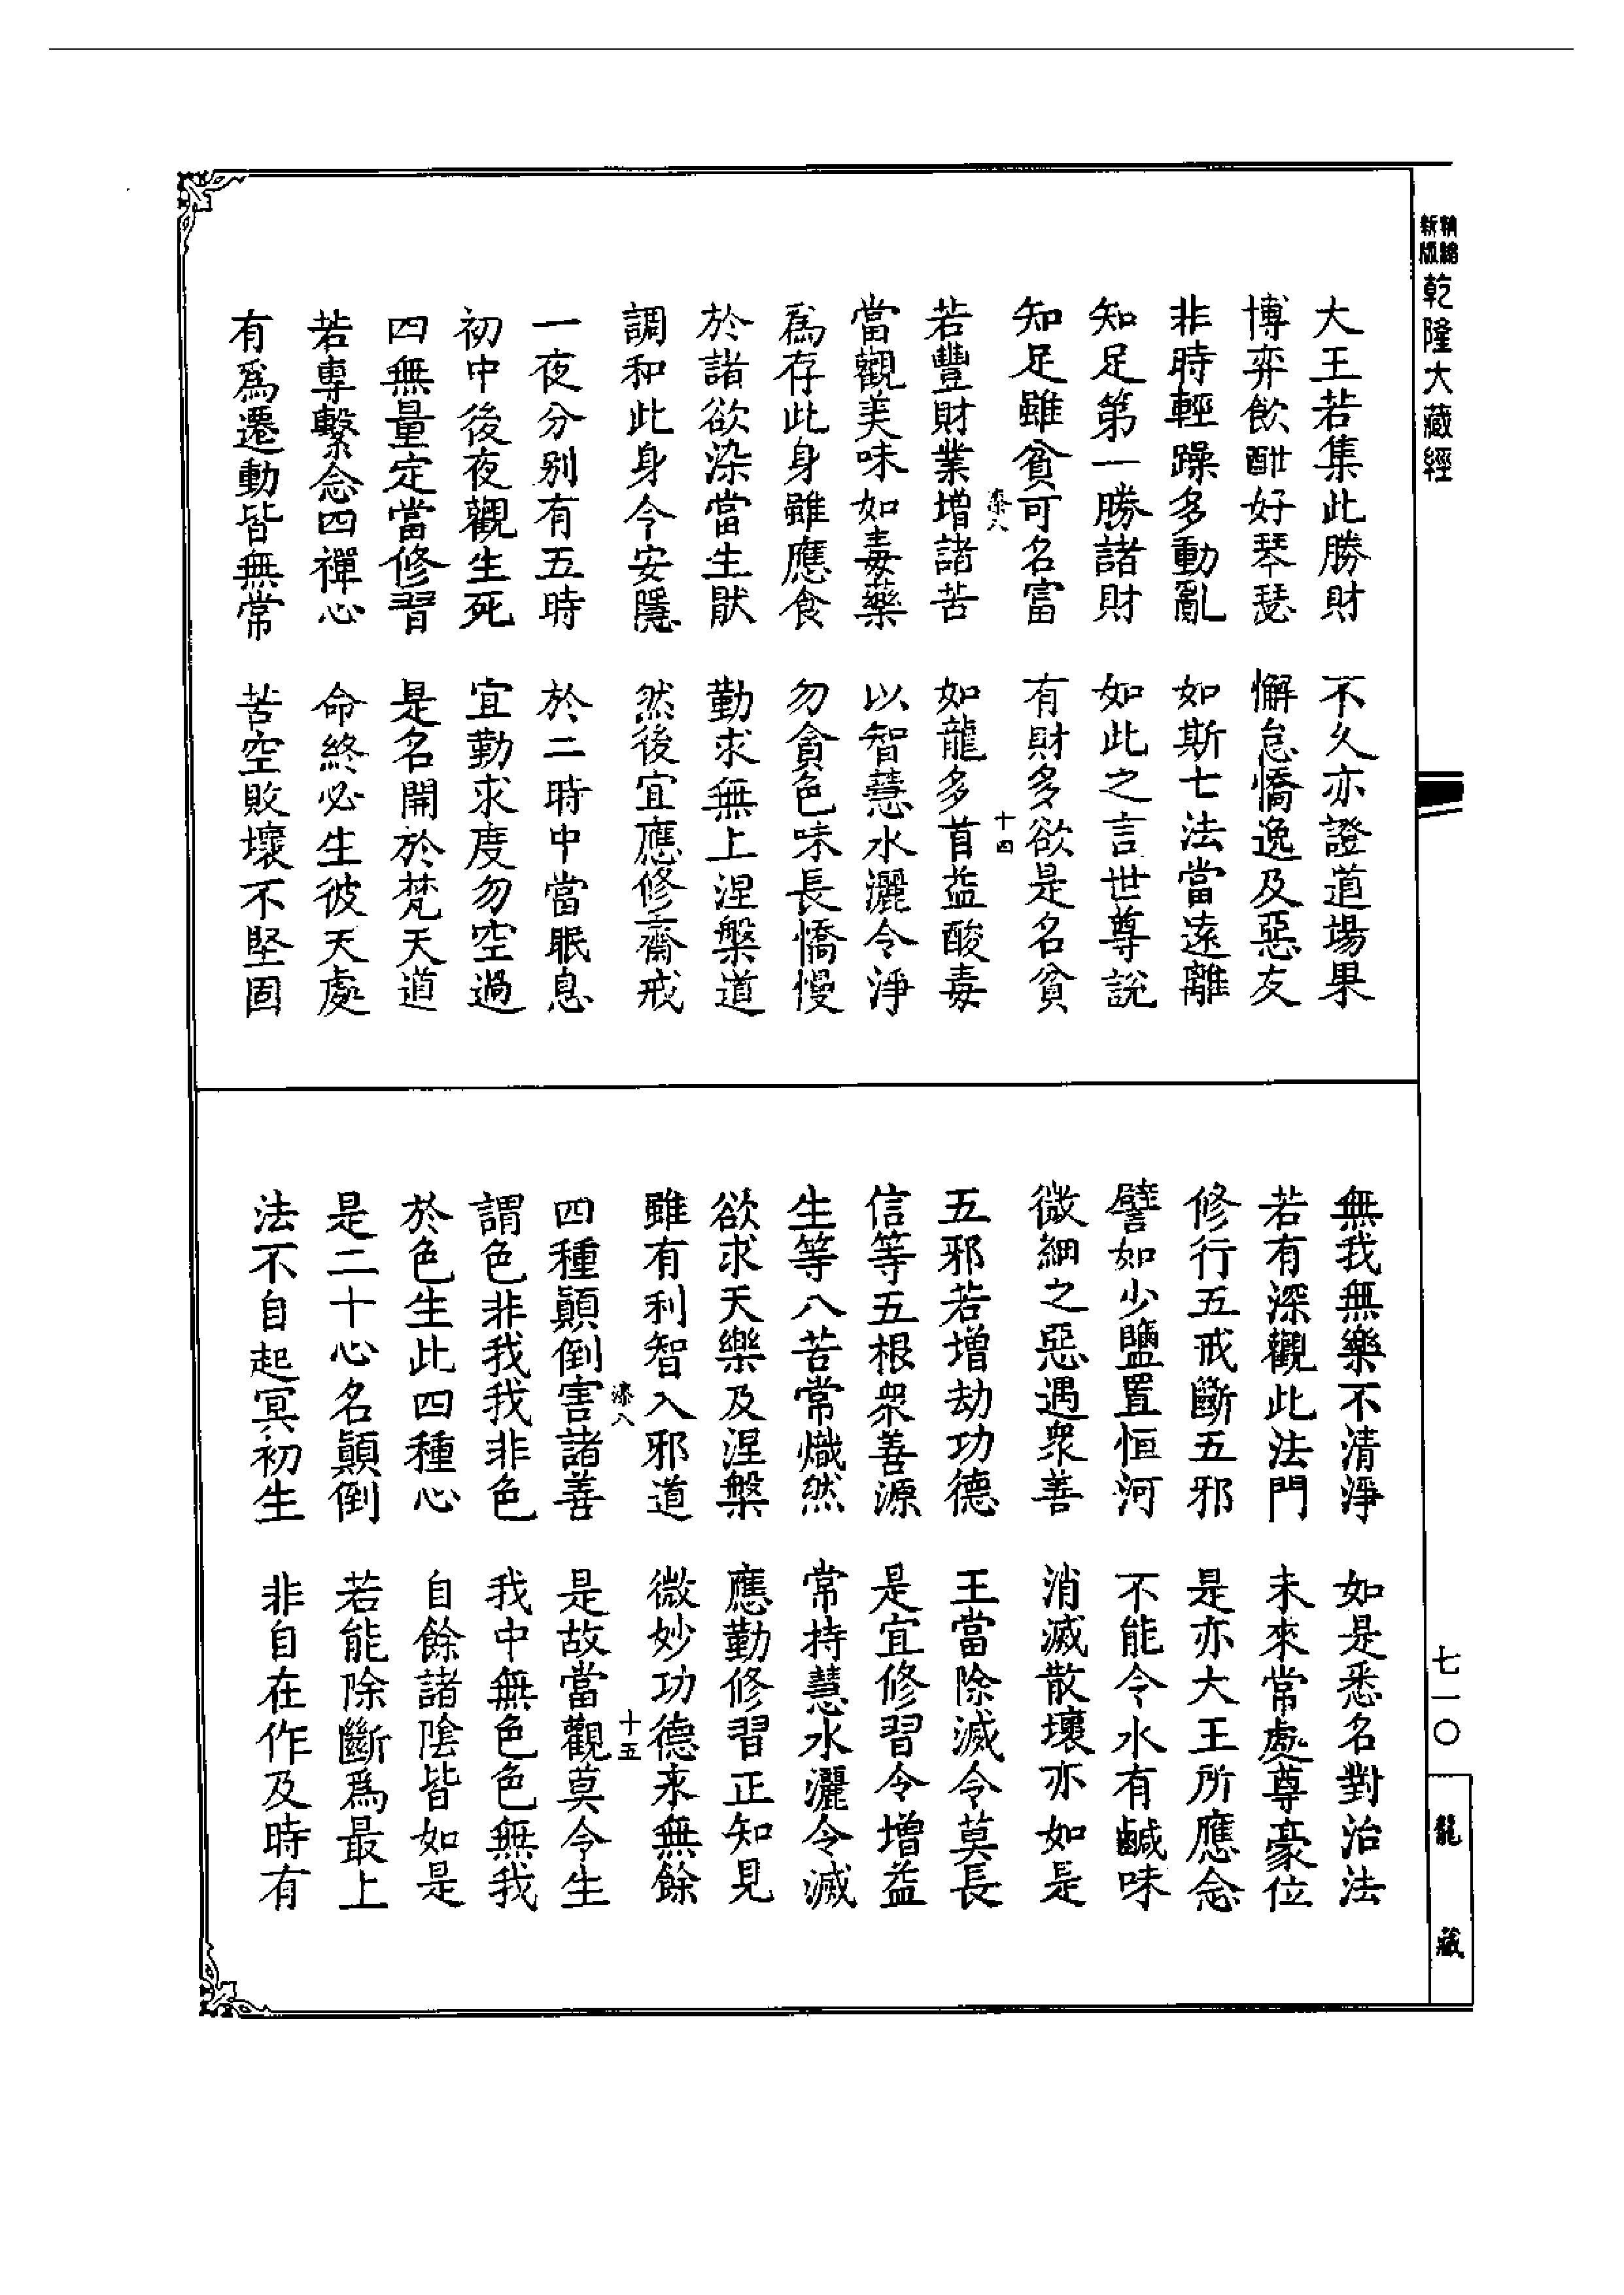 精縮新版
乾隆大藏經
大王若集此勝財 不久亦證道場果
博弈飲酣好琴瑟 懈怠憍逸及惡友
非時輕躁多動亂 如斯七法當遠離
知足第一勝諸財 如此之言世尊說
知足雖貧可名富 有財多欲是名貧
漆八 十四
若豐財業增諸苦 如龍多首益酸毒
當觀美味如毒藥 以智慧水灑令淨
為存此身雖應食 勿貪色味長憍慢
於諸欲染當生猒 勤求無上涅槃道
調和此身令安隱 然後宜應修齋戒
一夜分別有五時 於二時中當眠息
初中後夜觀生死 宜勤求度勿空過
四無量定當修習 是名開於梵天道
若專繫念四禪心 命終必生彼天處
有爲遷動皆無常 苦空敗壞不堅固
無我無樂不清淨 如是悉名對治法
若有深觀此法門 未來常處尊豪位
修行五戒斷五邪 是亦大王所應念
譬如少鹽置恒河 不能令水有鹹味
微細之惡遇衆善 消滅散壞亦如是
五邪若增劫功德 王當除滅令莫長
信等五根衆善源 是宜修習令增益
生等八苦常熾然 常持慧水灑令滅
欲求天樂及涅槃 應勤修習正知見
雖有利智入邪道 微妙功德永無餘
漆八 十五
四種顛倒害諸善 是故當觀莫令生
謂色非我我非色 我中無色色無我
於色生此四種心 自餘諸陰皆如是
是二十心名顛倒 若能除斷爲最上
法不自起冥初生 非自在作及時有
七一〇
龍藏